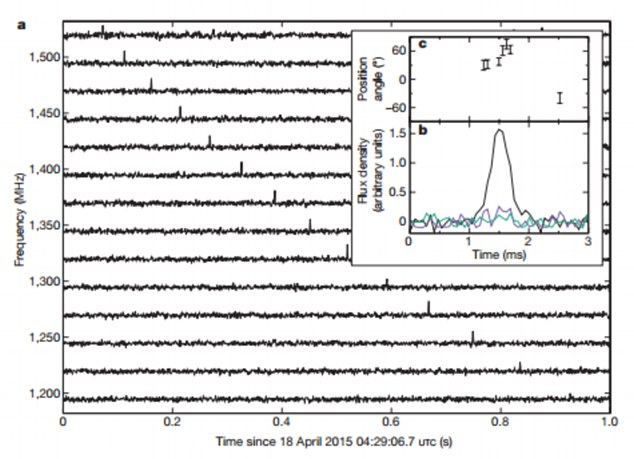 a
1,500
1,450
1,400
1,350
1,300
1,250
1,200
Frequency (MHz)
0 0.2 0.4 0.6 0.8 1.0
Time since 18 April 2015 04:29:06.7 UTC (s)
c
60
0
−60
Position
angle (°)
b
1.5
1.0
0.5
0
Flux density
(arbitrary units)
0 1 2 3
Time (ms)